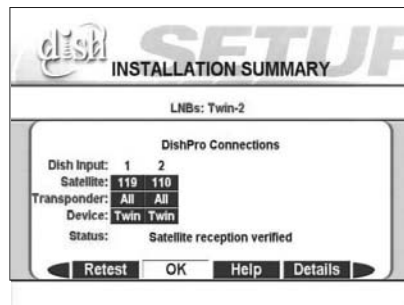 dish
SETUP
INSTALLATION SUMMARY
LNBs: Twin-2
DishPro Connections
Dish Input: 1 2
Satellite: 119 110
Transponder: All All
Device: Twin Twin
Status: Satellite reception verified
Retest OK Help Details